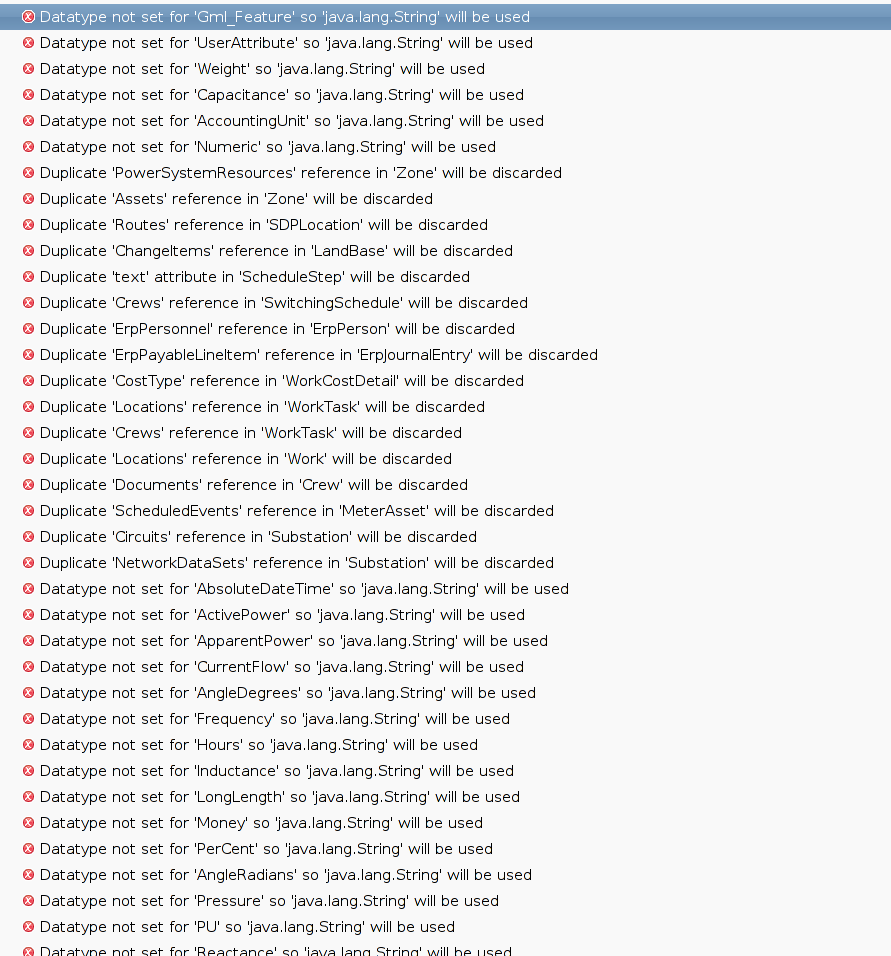 Datatype not set for 'Gml_Feature' so 'java.lang.String' will be used
Datatype not set for 'UserAttribute' so 'java.lang.String' will be used
Datatype not set for 'Weight' so 'java.lang.String' will be used
Datatype not set for 'Capacitance' so 'java.lang.String' will be used
Datatype not set for 'AccountingUnit' so 'java.lang.String' will be used
Datatype not set for 'Numeric' so 'java.lang.String' will be used
Duplicate 'PowerSystemResources' reference in 'Zone' will be discarded
Duplicate 'Assets' reference in 'Zone' will be discarded
Duplicate 'Routes' reference in 'SDPLocation' will be discarded
Duplicate 'ChangeItems' reference in 'LandBase' will be discarded
Duplicate 'text' attribute in 'ScheduleStep' will be discarded
Duplicate 'Crews' reference in 'SwitchingSchedule' will be discarded
Duplicate 'ErpPersonnel' reference in 'ErpPerson' will be discarded
Duplicate 'ErpPayableLineItem' reference in 'ErpJournalEntry' will be discarded
Duplicate 'CostType' reference in 'WorkCostDetail' will be discarded
Duplicate 'Locations' reference in 'WorkTask' will be discarded
Duplicate 'Crews' reference in 'WorkTask' will be discarded
Duplicate 'Locations' reference in 'Work' will be discarded
Duplicate 'Documents' reference in 'Crew' will be discarded
Duplicate 'ScheduledEvents' reference in 'MeterAsset' will be discarded
Duplicate 'Circuits' reference in 'Substation' will be discarded
Duplicate 'NetworkDataSets' reference in 'Substation' will be discarded
Datatype not set for 'AbsoluteDateTime' so 'java.lang.String' will be used
Datatype not set for 'ActivePower' so 'java.lang.String' will be used
Datatype not set for 'ApparentPower' so 'java.lang.String' will be used
Datatype not set for 'CurrentFlow' so 'java.lang.String' will be used
Datatype not set for 'AngleDegrees' so 'java.lang.String' will be used
Datatype not set for 'Frequency' so 'java.lang.String' will be used
Datatype not set for 'Hours' so 'java.lang.String' will be used
Datatype not set for 'Inductance' so 'java.lang.String' will be used
Datatype not set for 'LongLength' so 'java.lang.String' will be used
Datatype not set for 'Money' so 'java.lang.String' will be used
Datatype not set for 'PerCent' so 'java.lang.String' will be used
Datatype not set for 'AngleRadians' so 'java.lang.String' will be used
Datatype not set for 'Pressure' so 'java.lang.String' will be used
Datatype not set for 'PU' so 'java.lang.String' will be used
Datatype not set for 'Reactance' so 'java.lang.String' will be used